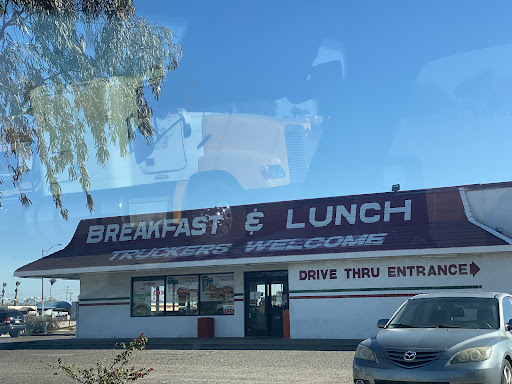 BREAKFAST & LUNCH
TRUCKERS WELCOME
DRIVE THRU ENTRANCE